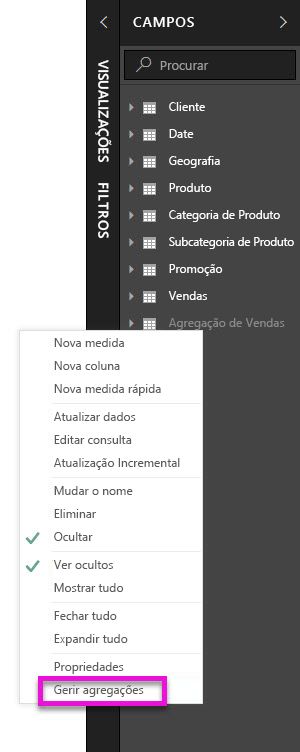 CAMPOS
VISUALIZAÇÕES
FILTROS
Procurar
Cliente
Date
Geografia
Produto
Categoria de Produto
Subcategoria de Produto
Promoção
Vendas
Agregação de Vendas
Nova medida
Nova coluna
Nova medida rápida
Atualizar dados
Editar consulta
Atualização Incremental
Mudar o nome
Eliminar
Ocultar
Ver ocultos
Mostrar tudo
Fechar tudo
Expandir tudo
Propriedades
Gerir agregações